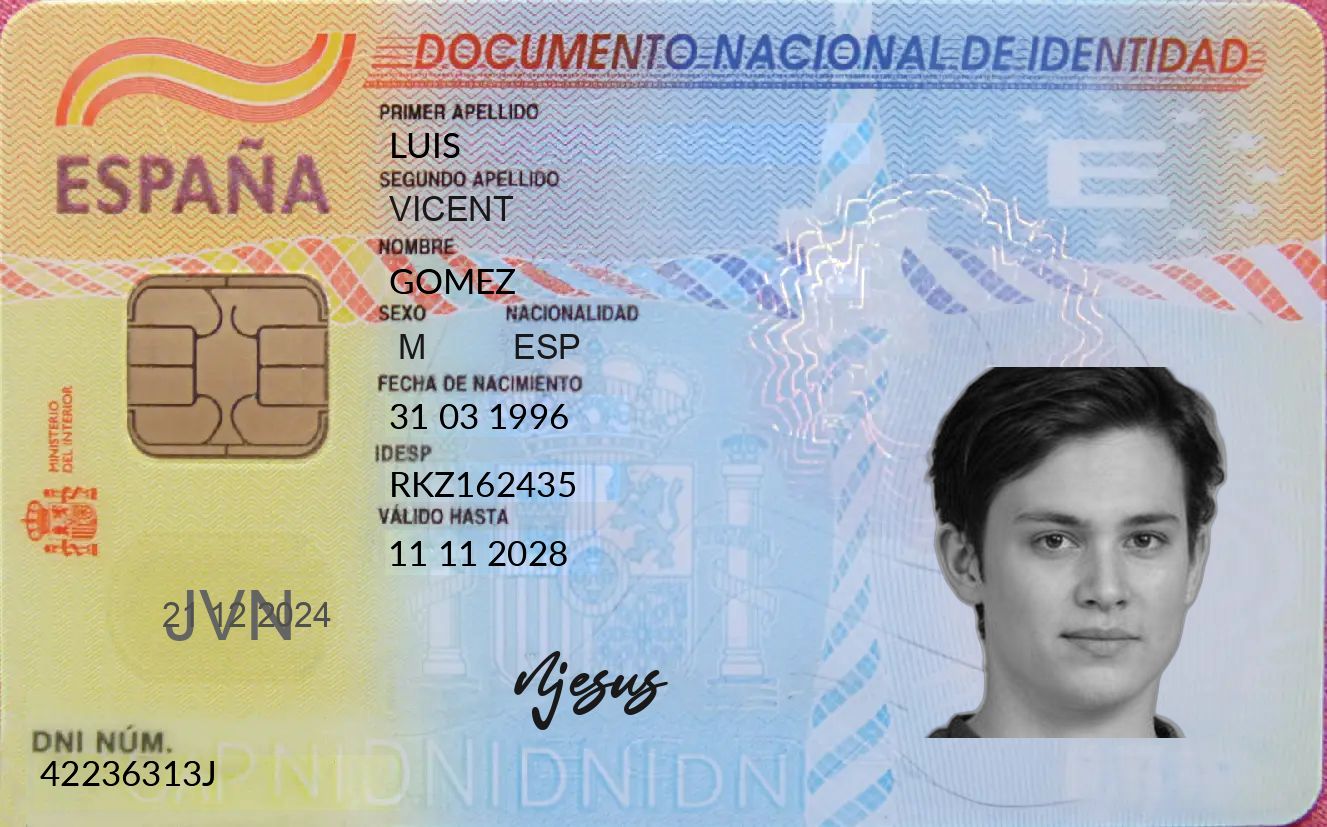 DOCUMENTO NACIONAL DE IDENTIDAD
ESPAÑA
E
PRIMER APELLIDO
LUIS
SEGUNDO APELLIDO
VICENT
NOMBRE
GOMEZ
SEXO NACIONALIDAD
M ESP
FECHA DE NACIMIENTO
31 03 1996
IDESP
RKZ162435
VÁLIDO HASTA
11 11 2028
MINISTERIO
DEL INTERIOR
21 12 2024
JVN
Njesus
DNI NÚM.
42236313J
DNIDNIDNIDNI